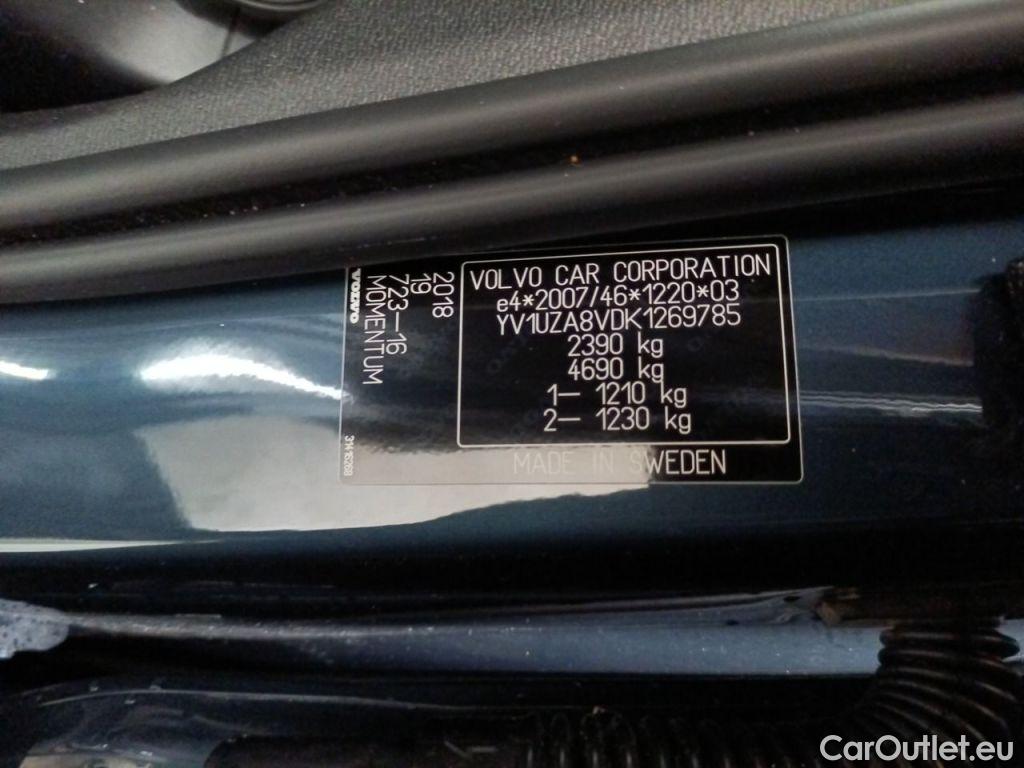 VOLVO CAR CORPORATION
e4*2007/46*1220*03
YV1UZA8VDK1269785
2390 kg
4690 kg
1– 1210 kg
2– 1230 kg
MADE IN SWEDEN
2018
19
723–16
MOMENTUM
VOLVO
31416268
CarOutlet.eu